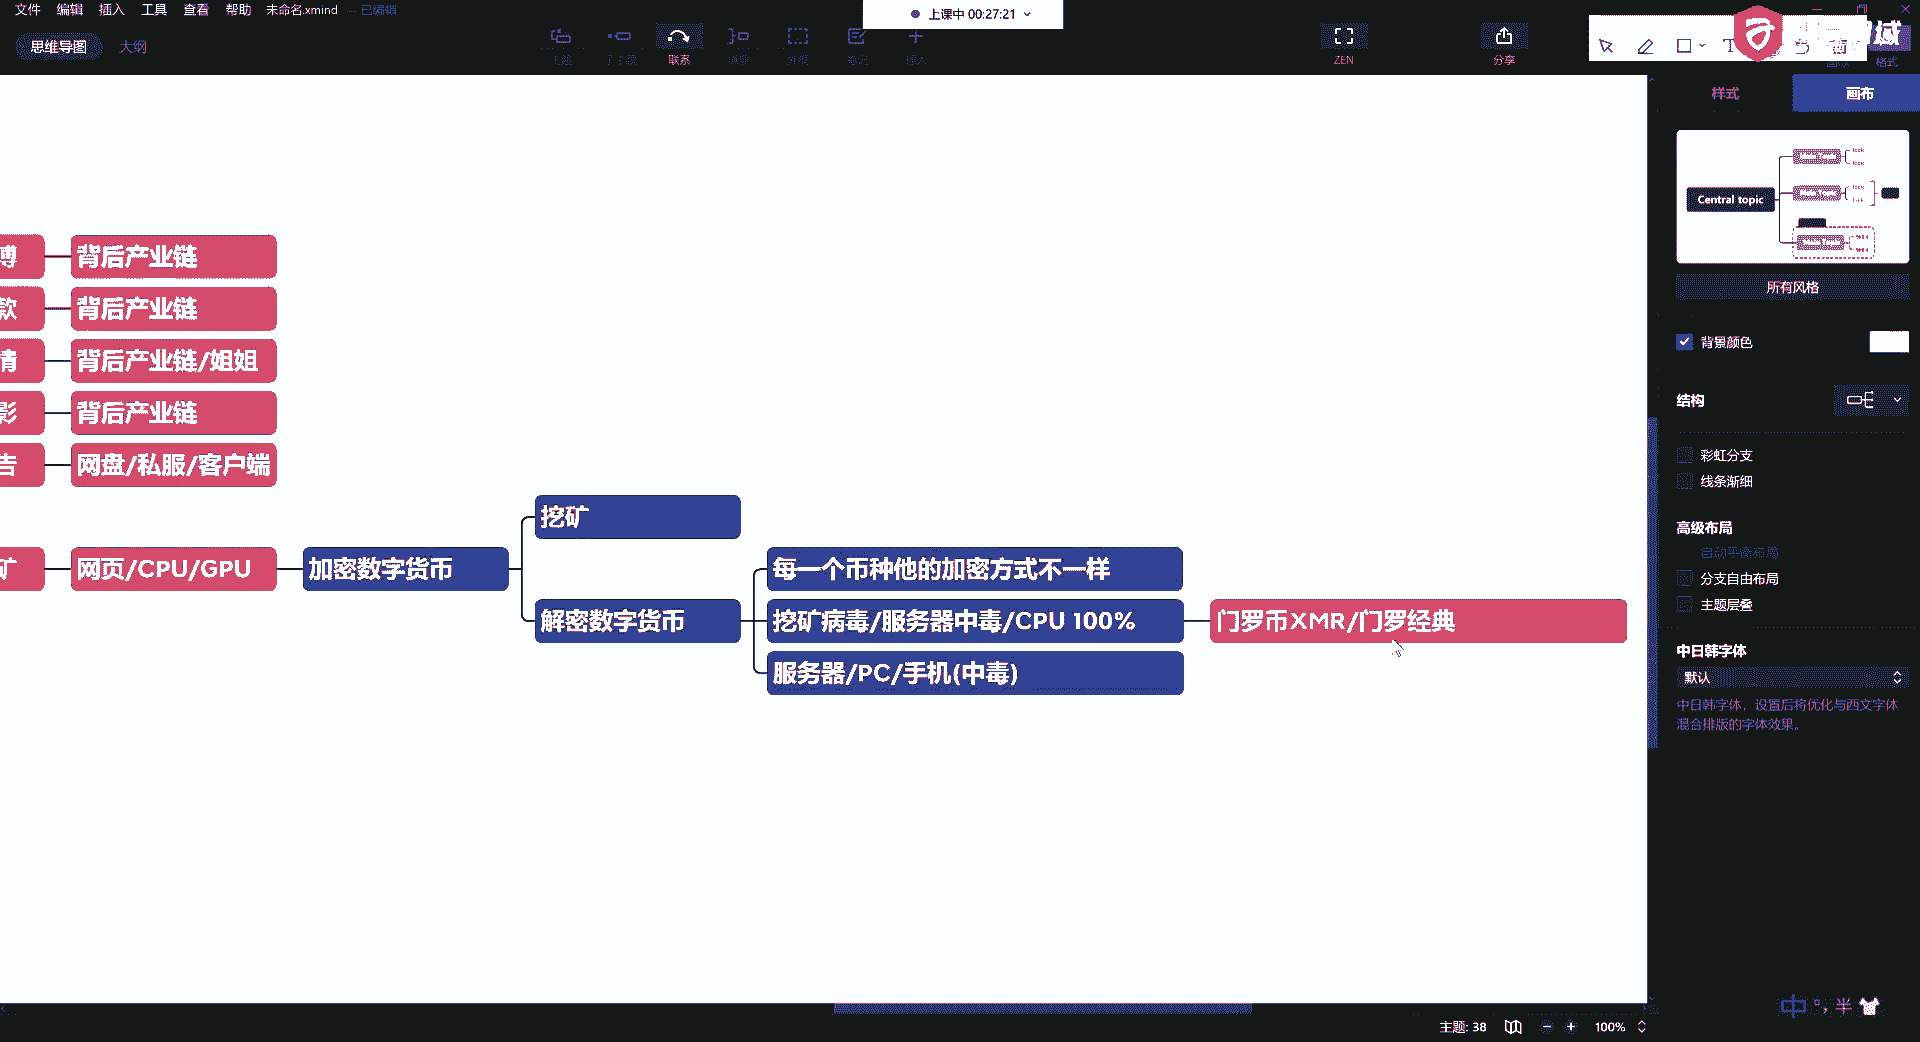 文件 编辑 插入 工具 查看 帮助 未命名.xmind — 已编辑
上课中 00:27:21
思维导图 大纲
联系
ZEN
分享
格式
样式
画布
Central topic
所有风格
背景颜色
结构
彩虹分支
线条渐细
高级布局
自动平衡布局
分支自由布局
主题层叠
中日韩字体
默认
中日韩字体，设置后将优化与西文字体
混合排版的字体效果。
博
背后产业链
款
背后产业链
情
背后产业链/姐姐
影
背后产业链
告
网盘/私服/客户端
矿
网页/CPU/GPU
加密数字货币
挖矿
解密数字货币
每一个币种他的加密方式不一样
挖矿病毒/服务器中毒/CPU 100%
服务器/PC/手机(中毒)
门罗币XMR/门罗经典
主题: 38
100%
中 °, 半